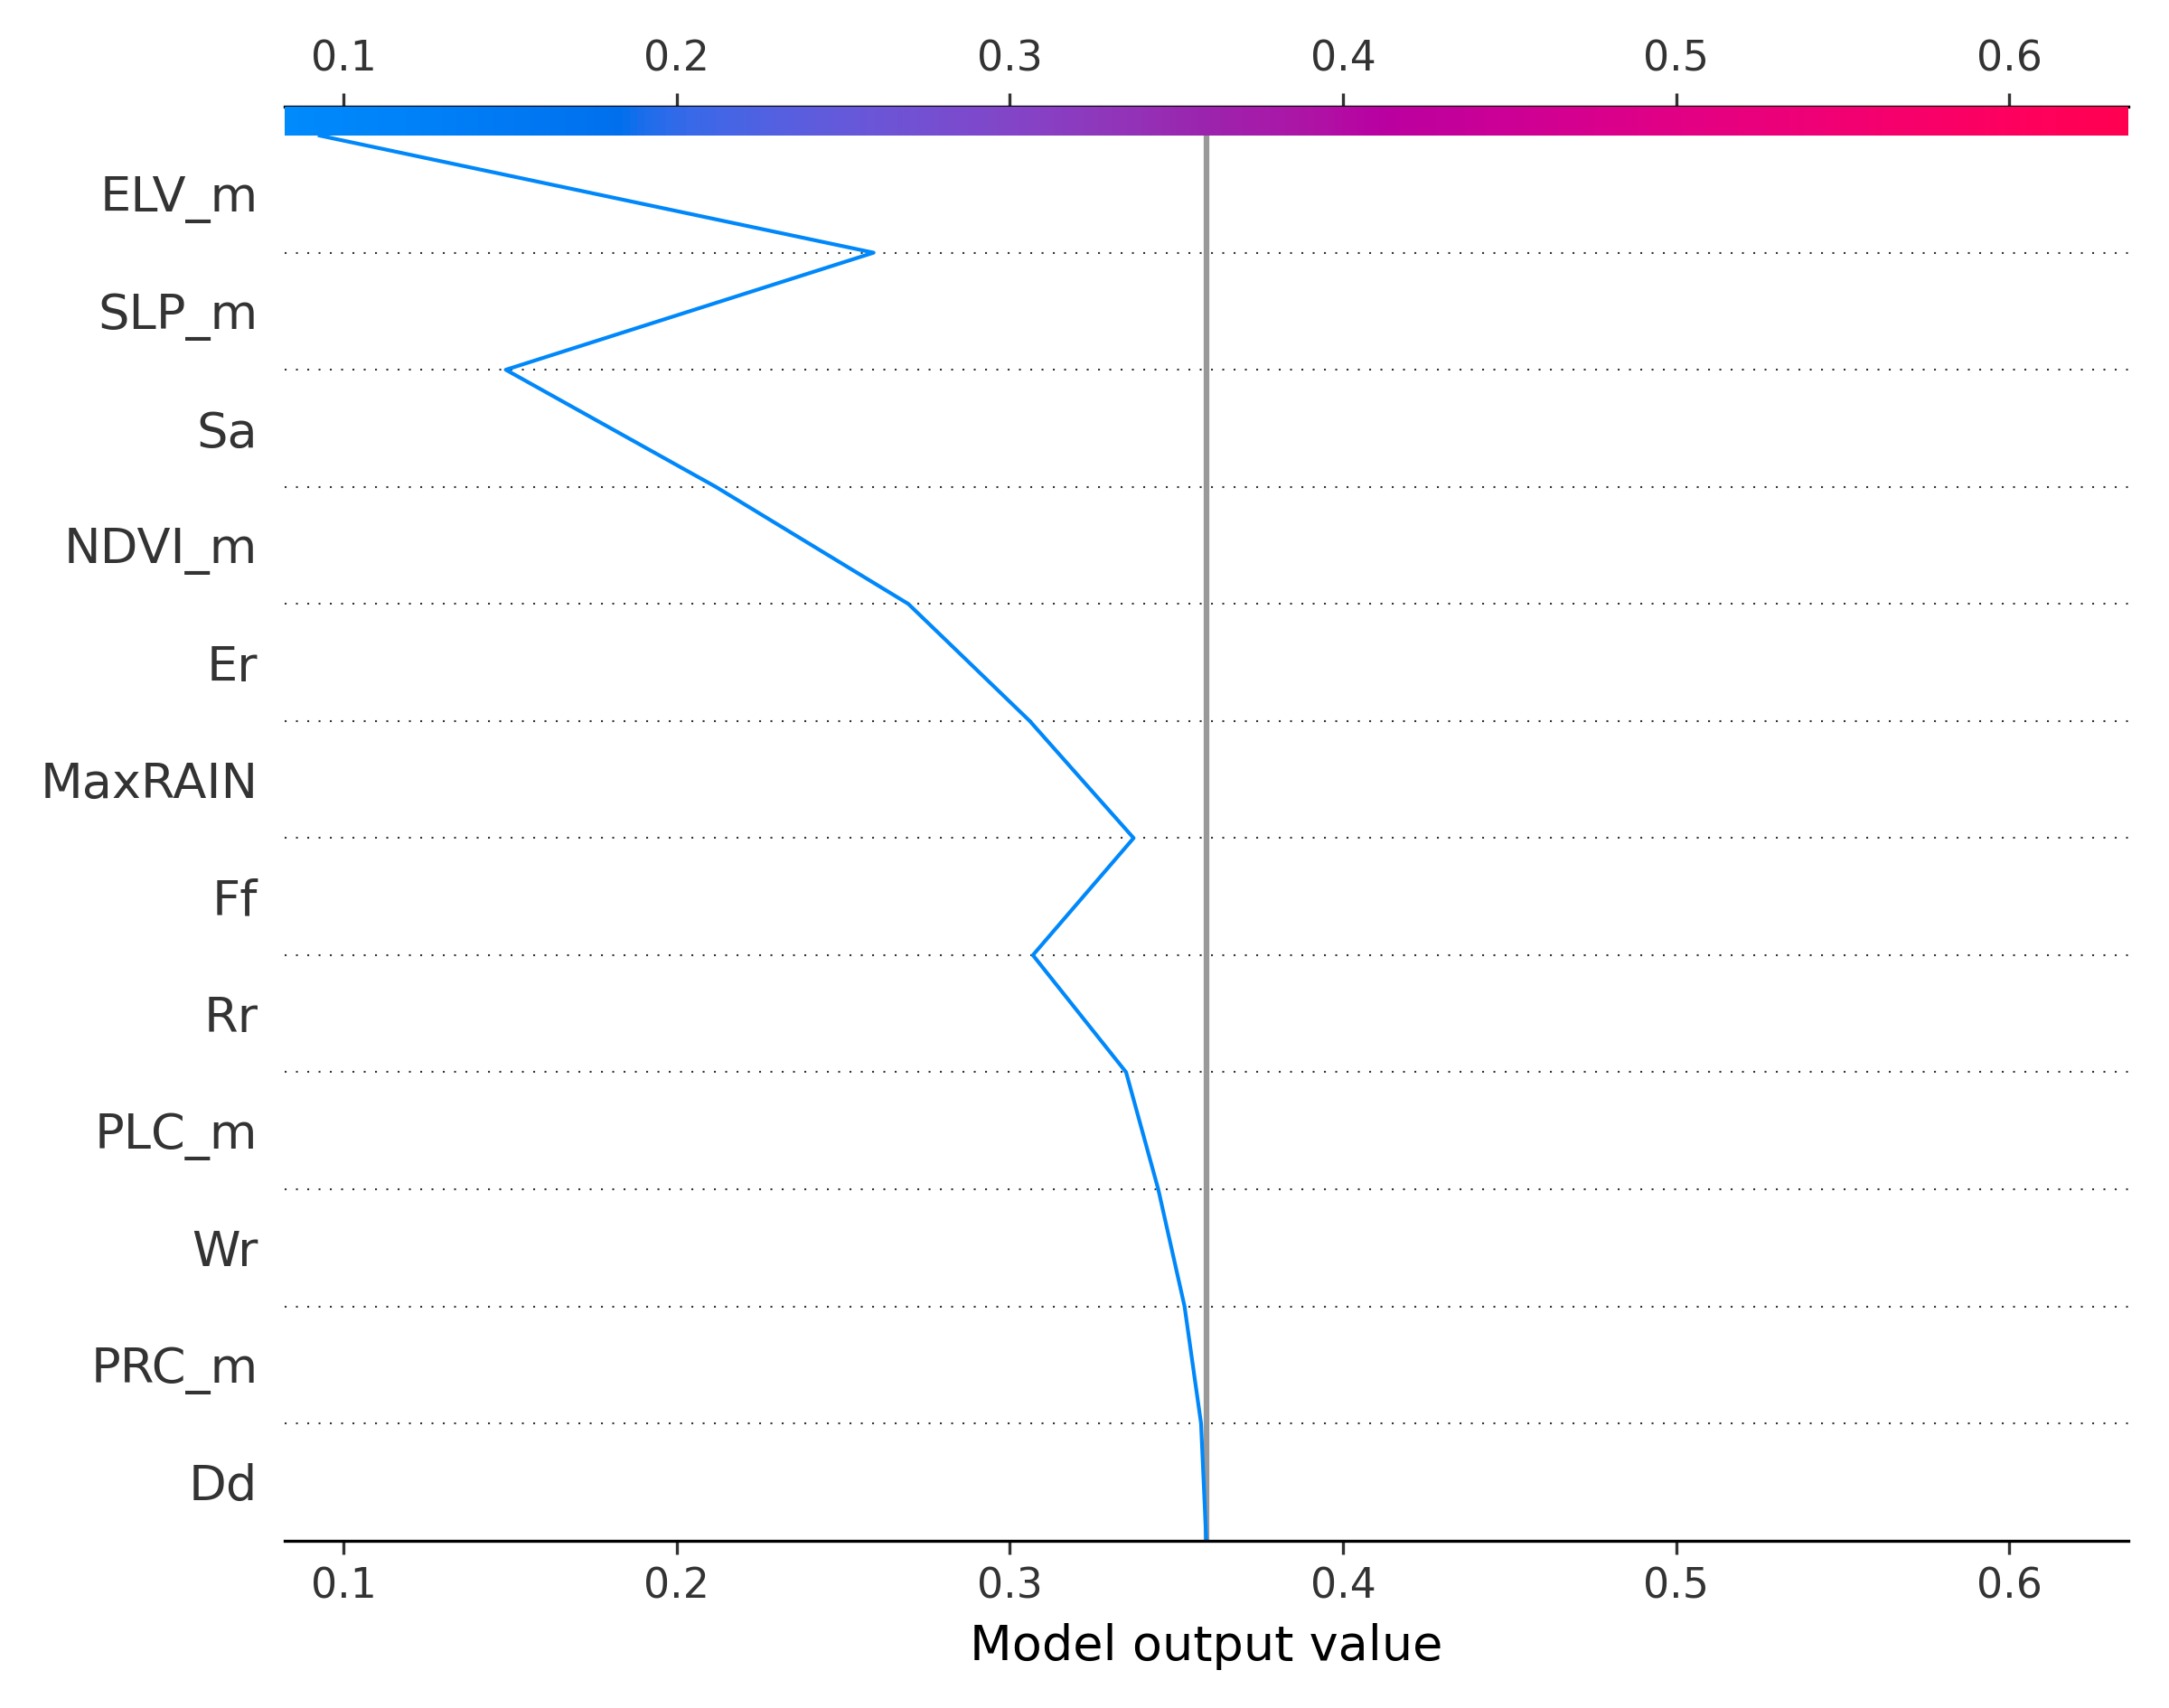 0.1 0.2 0.3 0.4 0.5 0.6
ELV_m
SLP_m
Sa
NDVI_m
Er
MaxRAIN
Ff
Rr
PLC_m
Wr
PRC_m
Dd
0.1 0.2 0.3 0.4 0.5 0.6
Model output value